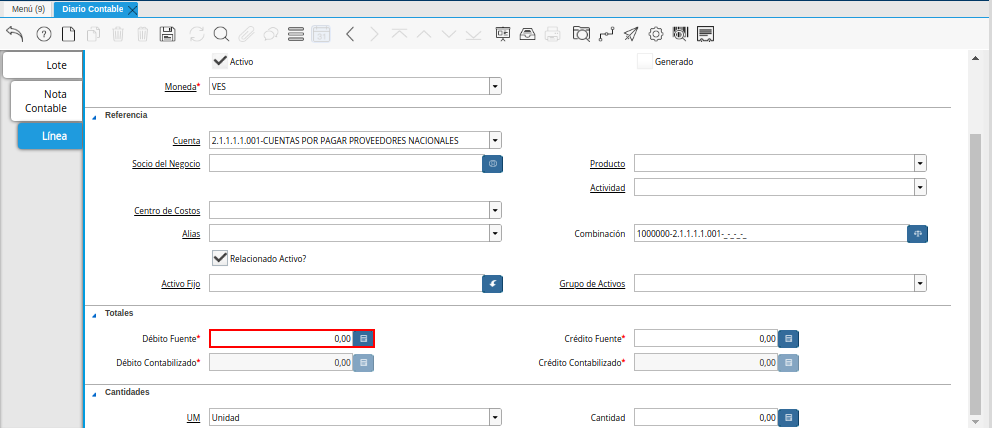 Menú (9) Diario Contable
Lote
Nota
Contable
Línea
Activo Generado
Moneda* VES
Referencia
Cuenta 2.1.1.1.1.001-CUENTAS POR PAGAR PROVEEDORES NACIONALES
Socio del Negocio Producto
Actividad
Centro de Costos
Alias Combinación 1000000-2.1.1.1.1.001-_-_-_-_
Relacionado Activo?
Activo Fijo Grupo de Activos
Totales
Débito Fuente* 0,00 Crédito Fuente* 0,00
Débito Contabilizado* 0,00 Crédito Contabilizado* 0,00
Cantidades
UM Unidad Cantidad 0,00